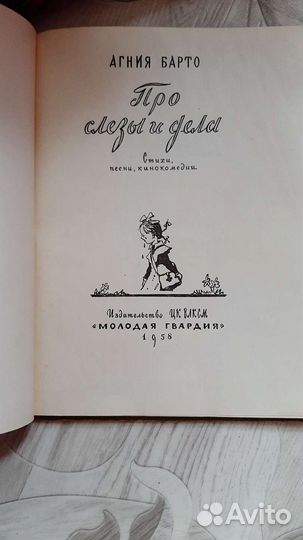 АГНИЯ БАРТО
Про
слезы и дела
Стихи,
песни, кинокомедии.
Издательство ЦК ВЛКСМ
«МОЛОДАЯ ГВАРДИЯ»
1958
Avito